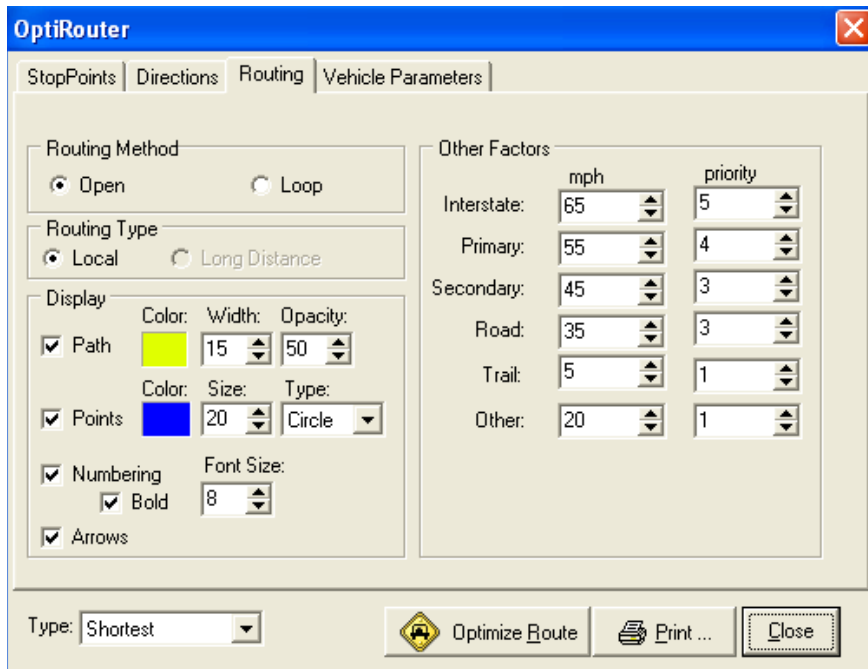 OptiRouter
StopPoints Directions Routing Vehicle Parameters
Routing Method
Open Loop
Routing Type
Local Long Distance
Display
Color: Width: Opacity:
Path 15 50
Color: Size: Type:
Points 20 Circle
Numbering Font Size:
Bold 8
Arrows
Other Factors
mph priority
Interstate: 65 5
Primary: 55 4
Secondary: 45 3
Road: 35 3
Trail: 5 1
Other: 20 1
Type: Shortest Optimize Route Print ... Close